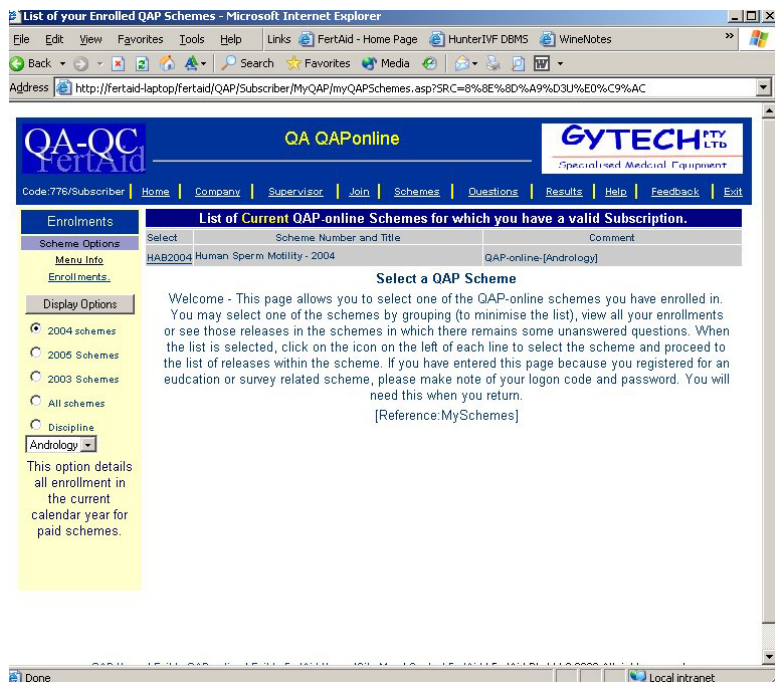 List of your Enrolled QAP Schemes - Microsoft Internet Explorer
File Edit View Favorites Tools Help Links FertAid - Home Page HunterIVF DBMS WineNotes »
Back Search Favorites Media
Address http://fertaid-laptop/fertaid/QAP/Subscriber/MyQAP/myQAPSchemes.asp?SRC=8%8E%8D%A9%D3U%E0%C9%AC
QA-QC
FertAid
QA QAPonline
GYTECH PTY LTD
Specialised Medcial Equipment
Code:776/Subscriber Home Company Supervisor Join Schemes Questions Results Help Feedback Exit
Enrolments
Scheme Options
Menu Info
Enrollments.
Display Options
2004 schemes
2005 Schemes
2003 Schemes
All schemes
Discipline
Andrology
This option details
all enrollment in
the current
calendar year for
paid schemes.
List of Current QAP-online Schemes for which you have a valid Subscription.
Select Scheme Number and Title Comment
HAB2004 Human Sperm Motility - 2004 QAP-online-[Andrology]
Select a QAP Scheme
Welcome - This page allows you to select one of the QAP-online schemes you have enrolled in.
You may select one of the schemes by grouping (to minimise the list), view all your enrollments
or see those releases in the schemes in which there remains some unanswered questions. When
the list is selected, click on the icon on the left of each line to select the scheme and proceed to
the list of releases within the scheme. If you have entered this page because you registered for an
eudcation or survey related scheme, please make note of your logon code and password. You will
need this when you return.
[Reference:MySchemes]
Done Local intranet